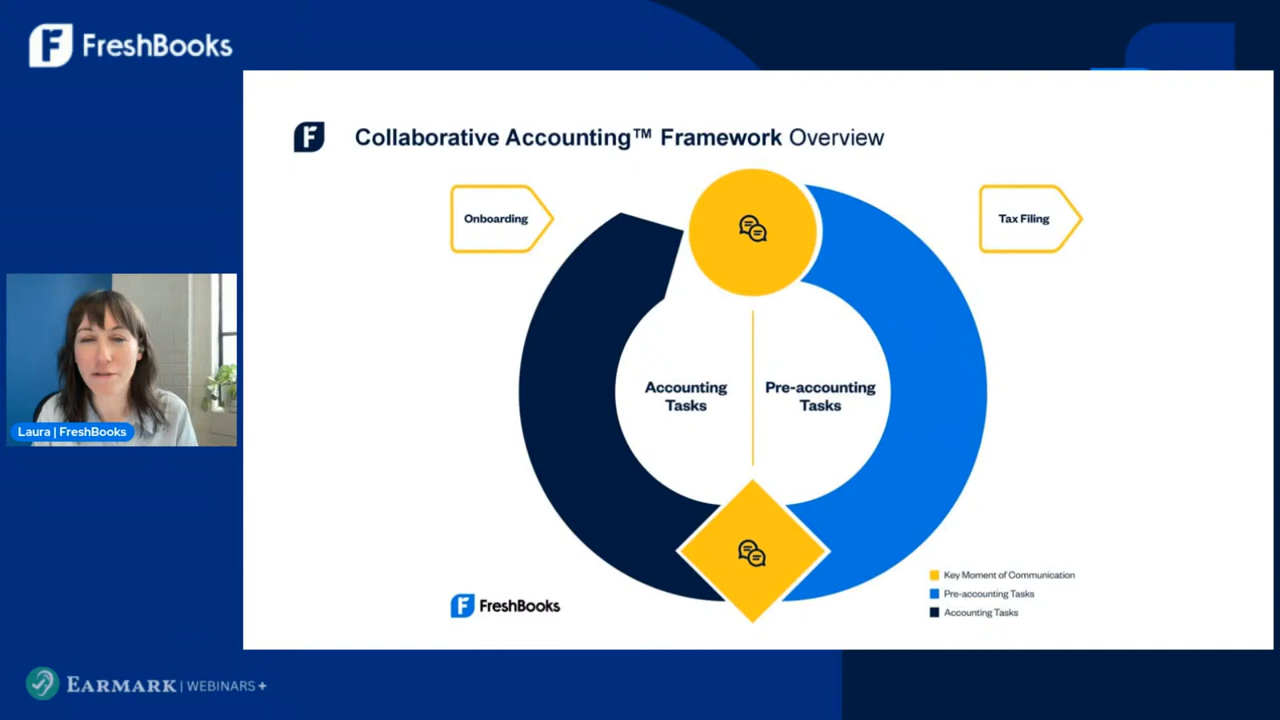 FreshBooks
Collaborative Accounting™ Framework Overview
Onboarding
Tax Filing
Accounting
Tasks
Pre-accounting
Tasks
Laura | FreshBooks
Key Moment of Communication
Pre-accounting Tasks
Accounting Tasks
FreshBooks
EARMARK | WEBINARS +